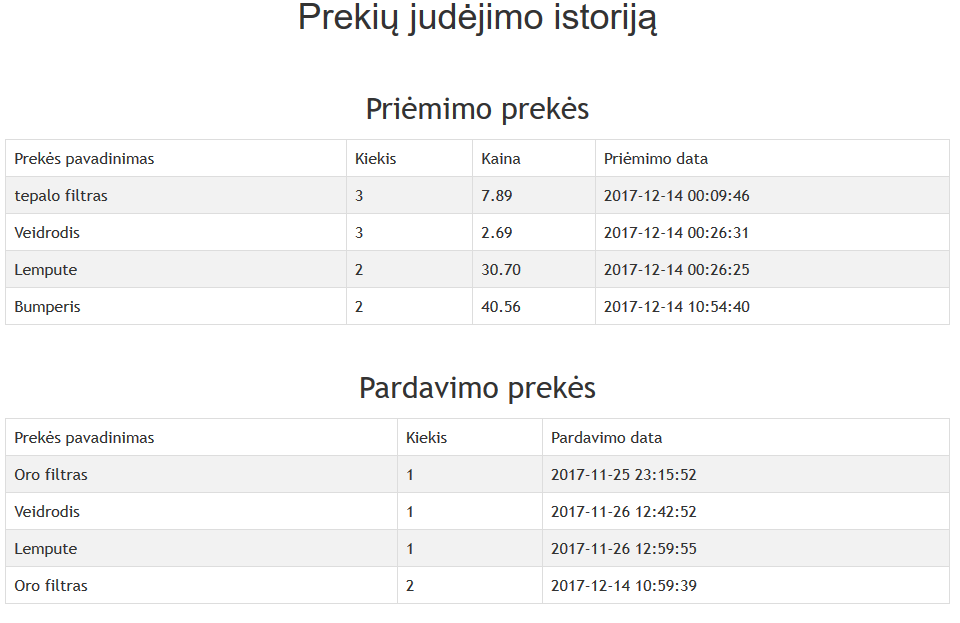 Prekių judėjimo istoriją
Priėmimo prekės
Prekės pavadinimas Kiekis Kaina Priėmimo data
tepalo filtras 3 7.89 2017-12-14 00:09:46
Veidrodis 3 2.69 2017-12-14 00:26:31
Lempute 2 30.70 2017-12-14 00:26:25
Bumperis 2 40.56 2017-12-14 10:54:40
Pardavimo prekės
Prekės pavadinimas Kiekis Pardavimo data
Oro filtras 1 2017-11-25 23:15:52
Veidrodis 1 2017-11-26 12:42:52
Lempute 1 2017-11-26 12:59:55
Oro filtras 2 2017-12-14 10:59:39